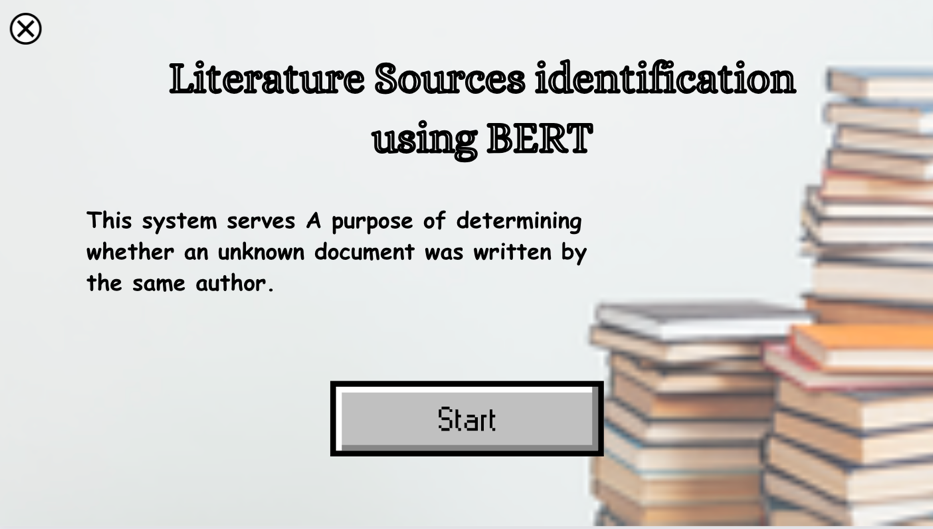 Literature Sources identification
using BERT
This system serves A purpose of determining
whether an unknown document was written by
the same author.
Start